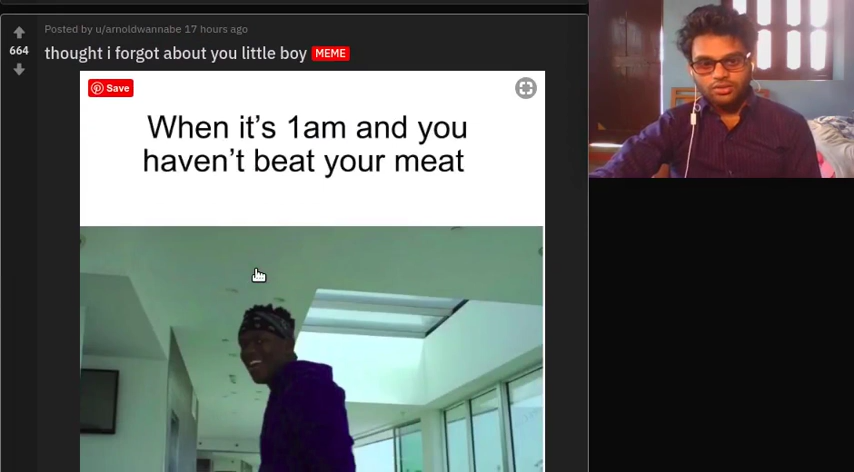 Posted by u/arnoldwannabe 17 hours ago
664
thought i forgot about you little boy MEME
Save
When it's 1am and you
haven't beat your meat